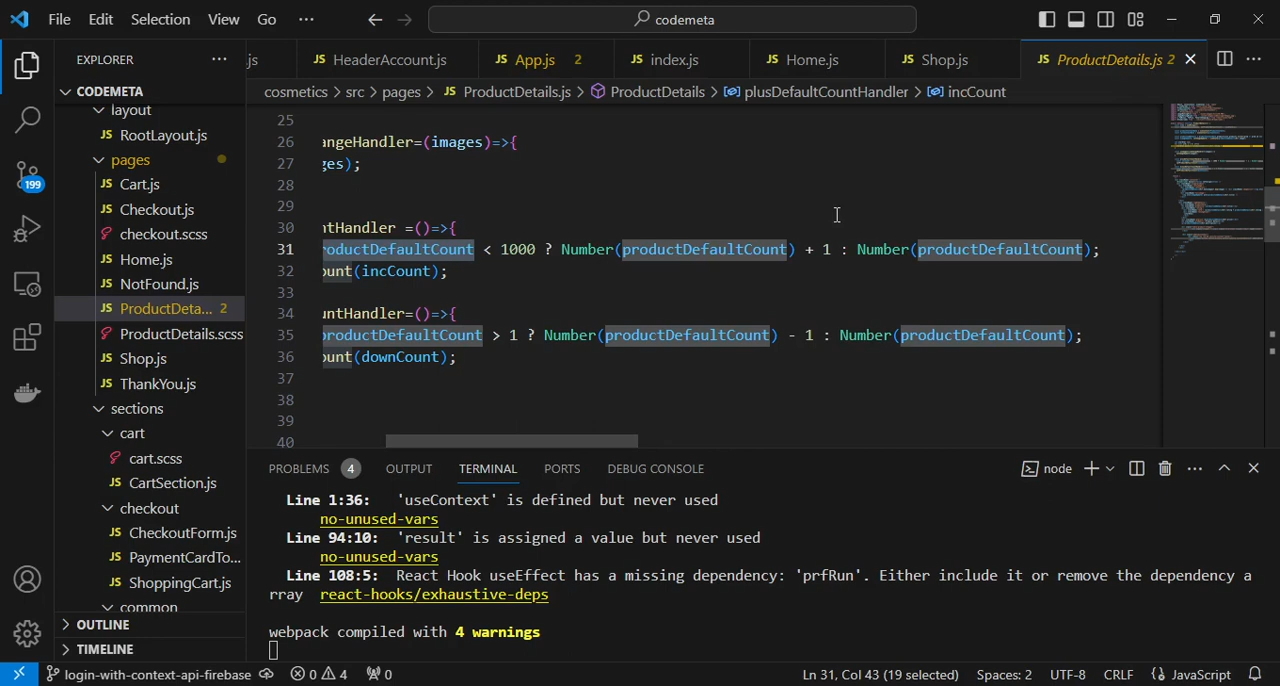 File Edit Selection View Go ··· codemeta
EXPLORER ···
CODEMETA
layout
RootLayout.js
pages
Cart.js
Checkout.js
checkout.scss
Home.js
NotFound.js
ProductDeta... 2
ProductDetails.scss
Shop.js
ThankYou.js
sections
cart
cart.scss
CartSection.js
checkout
CheckoutForm.js
PaymentCardTo...
ShoppingCart.js
common
OUTLINE
TIMELINE
199
.js JS HeaderAccount.js JS App.js 2 JS index.js JS Home.js JS Shop.js JS ProductDetails.js 2
cosmetics > src > pages > JS ProductDetails.js > ProductDetails > plusDefaultCountHandler > incCount
25
26 angeHandler=(images)=>{
27 ges);
28
29
30 ntHandler =()=>{
31 roductDefaultCount < 1000 ? Number(productDefaultCount) + 1 : Number(productDefaultCount);
32 ount(incCount);
33
34 untHandler=()=>{
35 productDefaultCount > 1 ? Number(productDefaultCount) - 1 : Number(productDefaultCount);
36 ount(downCount);
37
38
39
40
PROBLEMS 4 OUTPUT TERMINAL PORTS DEBUG CONSOLE node
Line 1:36: 'useContext' is defined but never used
no-unused-vars
Line 94:10: 'result' is assigned a value but never used
no-unused-vars
Line 108:5: React Hook useEffect has a missing dependency: 'prfRun'. Either include it or remove the dependency a
rray react-hooks/exhaustive-deps
webpack compiled with 4 warnings
login-with-context-api-firebase 0 4 0 Ln 31, Col 43 (19 selected) Spaces: 2 UTF-8 CRLF JavaScript